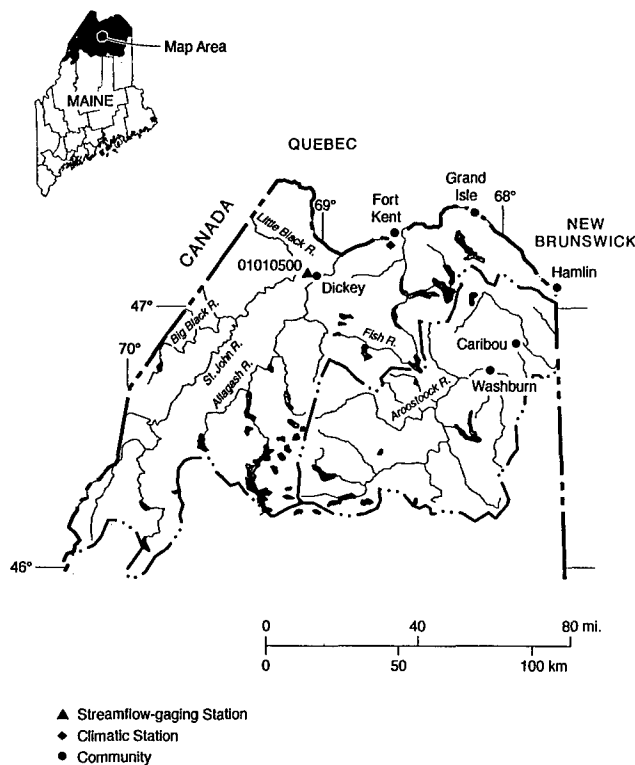 Map Area
MAINE
QUEBEC
CANADA
NEW
BRUNSWICK
Grand
Isle
68°
Fort
Kent
69°
Little Black R.
Hamlin
01010500
Dickey
47°
Big Black R.
70°
St. John R.
Allagash R.
Fish R.
Caribou
Washburn
Aroostoock R.
46°
0 40 80 mi.
0 50 100 km
Streamflow-gaging Station
Climatic Station
Community